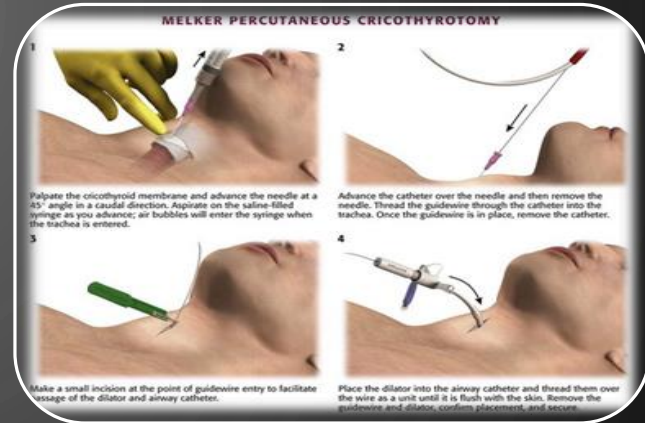 MELKER PERCUTANEOUS CRICOTHYROTOMY
1
Palpate the cricothyroid membrane and advance the needle at a
45° angle in a caudal direction. Aspirate on the saline-filled
syringe as you advance; air bubbles will enter the syringe when
the trachea is entered.
2
Advance the catheter over the needle and then remove the
needle. Thread the guidewire through the catheter into the
trachea. Once the guidewire is in place, remove the catheter.
3
Make a small incision at the point of guidewire entry to facilitate
passage of the dilator and airway catheter.
4
Place the dilator into the airway catheter and thread them over
the wire as a unit until it is flush with the skin. Remove the
guidewire and dilator, confirm placement, and secure.